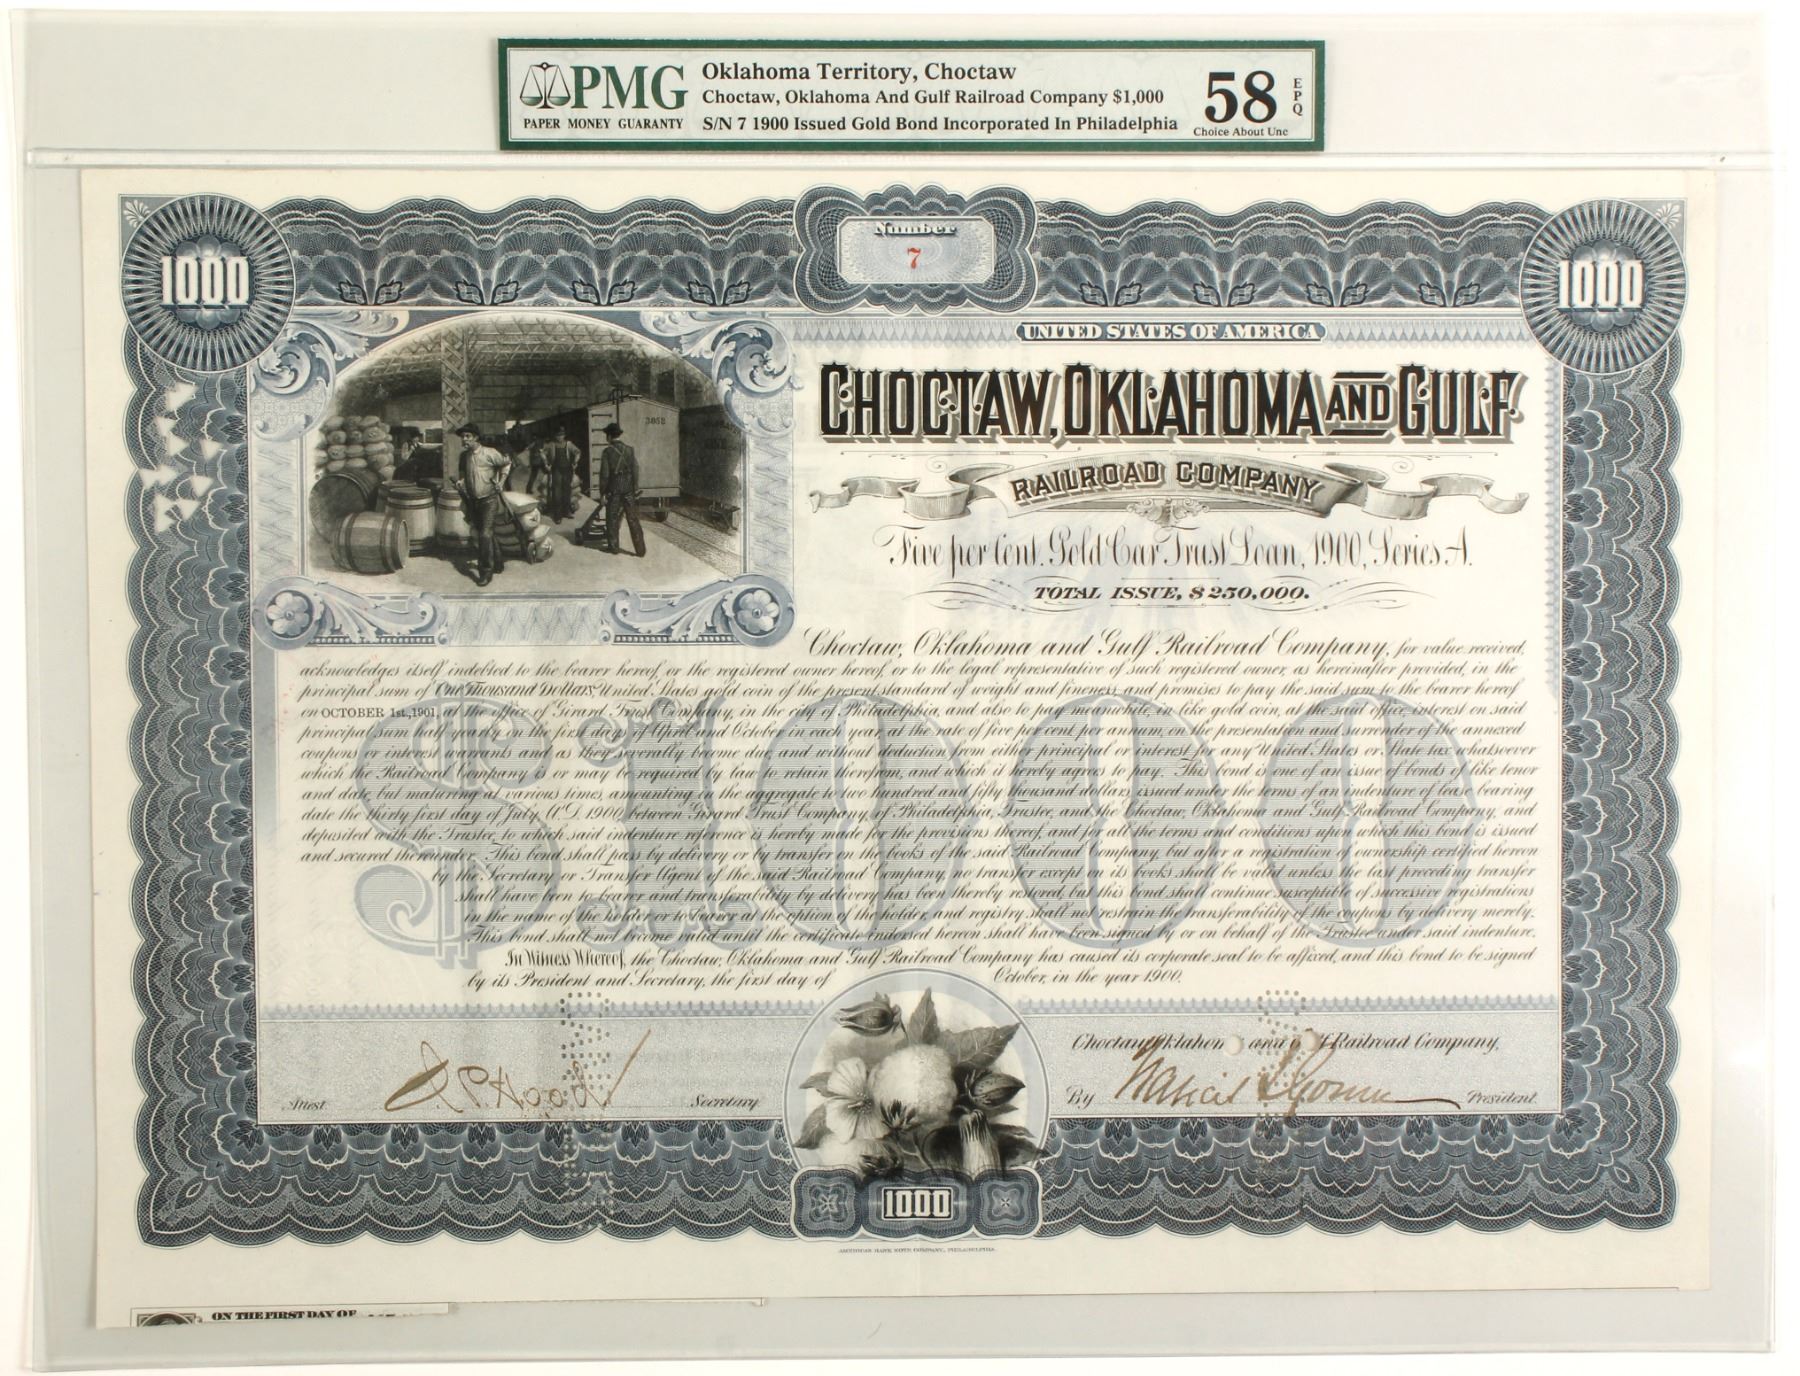 PMG
PAPER MONEY GUARANTY
Oklahoma Territory, Choctaw
Choctaw, Oklahoma And Gulf Railroad Company $1,000
S/N 7 1900 Issued Gold Bond Incorporated In Philadelphia
58
EPQ
Choice About Unc
Number
7
1000
1000
UNITED STATES OF AMERICA
CHOCTAW, OKLAHOMA AND GULF
RAILROAD COMPANY
3852
Five per Cent. Gold Car Trust Loan, 1900, Series A.
TOTAL ISSUE, $250,000.
Choctaw, Oklahoma and Gulf Railroad Company, for value received,
acknowledges itself indebted to the bearer hereof, or the registered owner hereof, or to the legal representative of such registered owner, as hereinafter provided, in the
principal sum of One Thousand Dollars, United States gold coin of the present standard of weight and fineness, and promises to pay the said sum to the bearer hereof
on OCTOBER 1st., 1901, at the office of Girard Trust Company, in the city of Philadelphia, and also to pay meanwhile, in like gold coin, at the said office, interest on said
principal sum half yearly on the first days of April and October in each year, at the rate of five per cent per annum, on the presentation and surrender of the annexed
coupons or interest warrants and as they severally become due, and without deduction from either principal or interest for any United States or State tax whatsoever
which the Railroad Company is or may be required by law to retain therefrom, and which it hereby agrees to pay. This bond is one of an issue of bonds of like tenor
and date, but maturing at various times, amounting in the aggregate to two hundred and fifty thousand dollars, issued under the terms of an indenture of lease bearing
date the thirty first day of July A.D. 1900 between Girard Trust Company, of Philadelphia, Trustee, and the Choctaw, Oklahoma and Gulf Railroad Company, and
deposited with the Trustee, to which said indenture reference is hereby made for the provisions thereof, and for all the terms and conditions upon which this bond is issued
and secured thereunder. This bond shall pass by delivery or by transfer on the books of the said Railroad Company, but after a registration of ownership certified hereon
by the Secretary or Transfer Agent of the said Railroad Company, no transfer except on its books shall be valid unless the last preceding transfer
shall have been to bearer and transferability by delivery has been thereby restored, but this bond shall continue susceptible of successive registrations
in the name of the holder or to bearer at the option of the holder, and registry shall not restrain the transferability of the coupons by delivery merely.
This bond shall not become valid until the certificate indorsed hereon shall have been signed by or on behalf of the Trustee under said indenture.
In Witness Whereof, the Choctaw, Oklahoma and Gulf Railroad Company has caused its corporate seal to be affixed, and this bond to be signed
by its President and Secretary, the first day of October, in the year 1900.
$1000
Choctaw, Oklahoma and Gulf Railroad Company,
Attest
Hood
Secretary
By
President.
1000
AMERICAN BANK NOTE COMPANY, PHILADELPHIA.
ON THE FIRST DAY OF